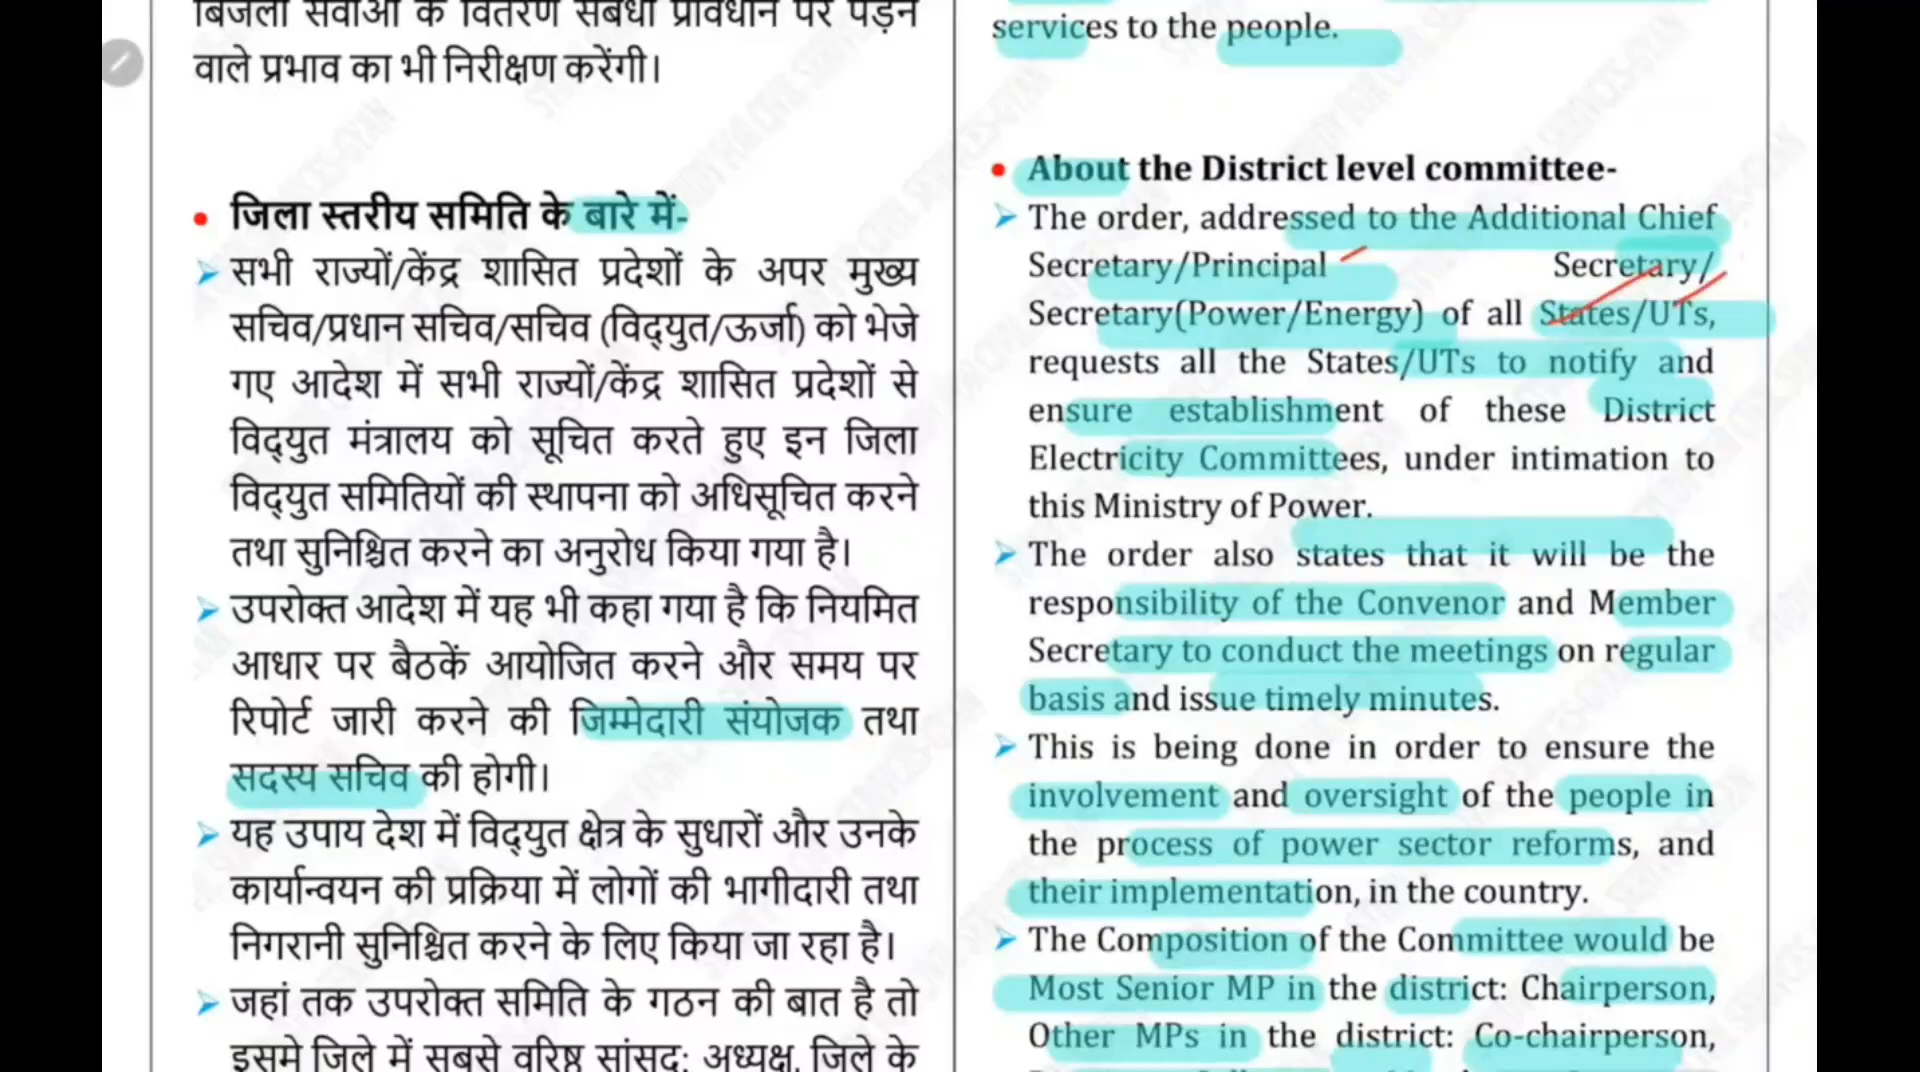 बिजली सेवाओं के वितरण संबंधी प्रावधान पर पड़ने
वाले प्रभाव का भी निरीक्षण करेंगी।
• जिला स्तरीय समिति के बारे में-
➢ सभी राज्यों/केंद्र शासित प्रदेशों के अपर मुख्य
सचिव/प्रधान सचिव/सचिव (विद्युत/ऊर्जा) को भेजे
गए आदेश में सभी राज्यों/केंद्र शासित प्रदेशों से
विद्युत मंत्रालय को सूचित करते हुए इन जिला
विद्युत समितियों की स्थापना को अधिसूचित करने
तथा सुनिश्चित करने का अनुरोध किया गया है।
➢ उपरोक्त आदेश में यह भी कहा गया है कि नियमित
आधार पर बैठकें आयोजित करने और समय पर
रिपोर्ट जारी करने की जिम्मेदारी संयोजक तथा
सदस्य सचिव की होगी।
➢ यह उपाय देश में विद्युत क्षेत्र के सुधारों और उनके
कार्यान्वयन की प्रक्रिया में लोगों की भागीदारी तथा
निगरानी सुनिश्चित करने के लिए किया जा रहा है।
➢ जहां तक उपरोक्त समिति के गठन की बात है तो
इसमे जिले में सबसे वरिष्ठ सांसद: अध्यक्ष, जिले के
services to the people.
• About the District level committee-
➢ The order, addressed to the Additional Chief
Secretary/Principal Secretary/
Secretary(Power/Energy) of all States/UTs,
requests all the States/UTs to notify and
ensure establishment of these District
Electricity Committees, under intimation to
this Ministry of Power.
➢ The order also states that it will be the
responsibility of the Convenor and Member
Secretary to conduct the meetings on regular
basis and issue timely minutes.
➢ This is being done in order to ensure the
involvement and oversight of the people in
the process of power sector reforms, and
their implementation, in the country.
➢ The Composition of the Committee would be
Most Senior MP in the district: Chairperson,
Other MPs in the district: Co-chairperson,